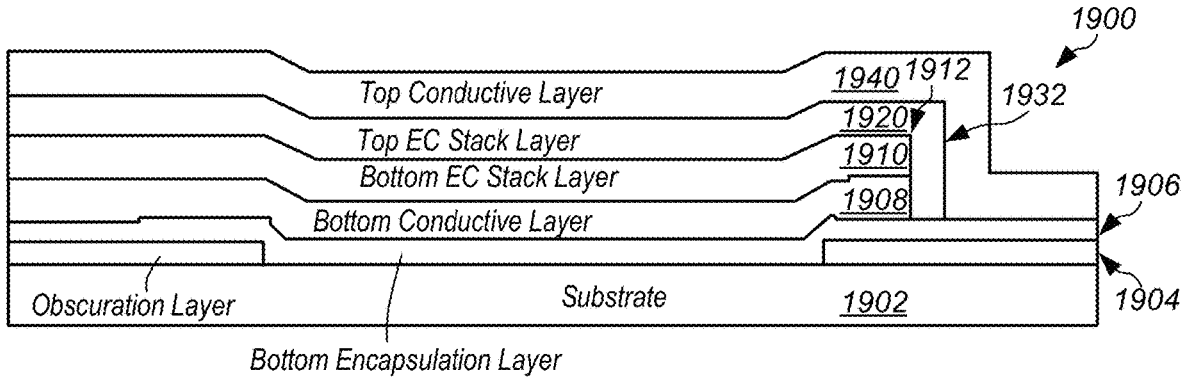 1900
1912
1940
Top Conductive Layer
1932
1920
Top EC Stack Layer
1910
Bottom EC Stack Layer
1908
1906
Bottom Conductive Layer
1904
Obscuration Layer
Substrate
1902
Bottom Encapsulation Layer